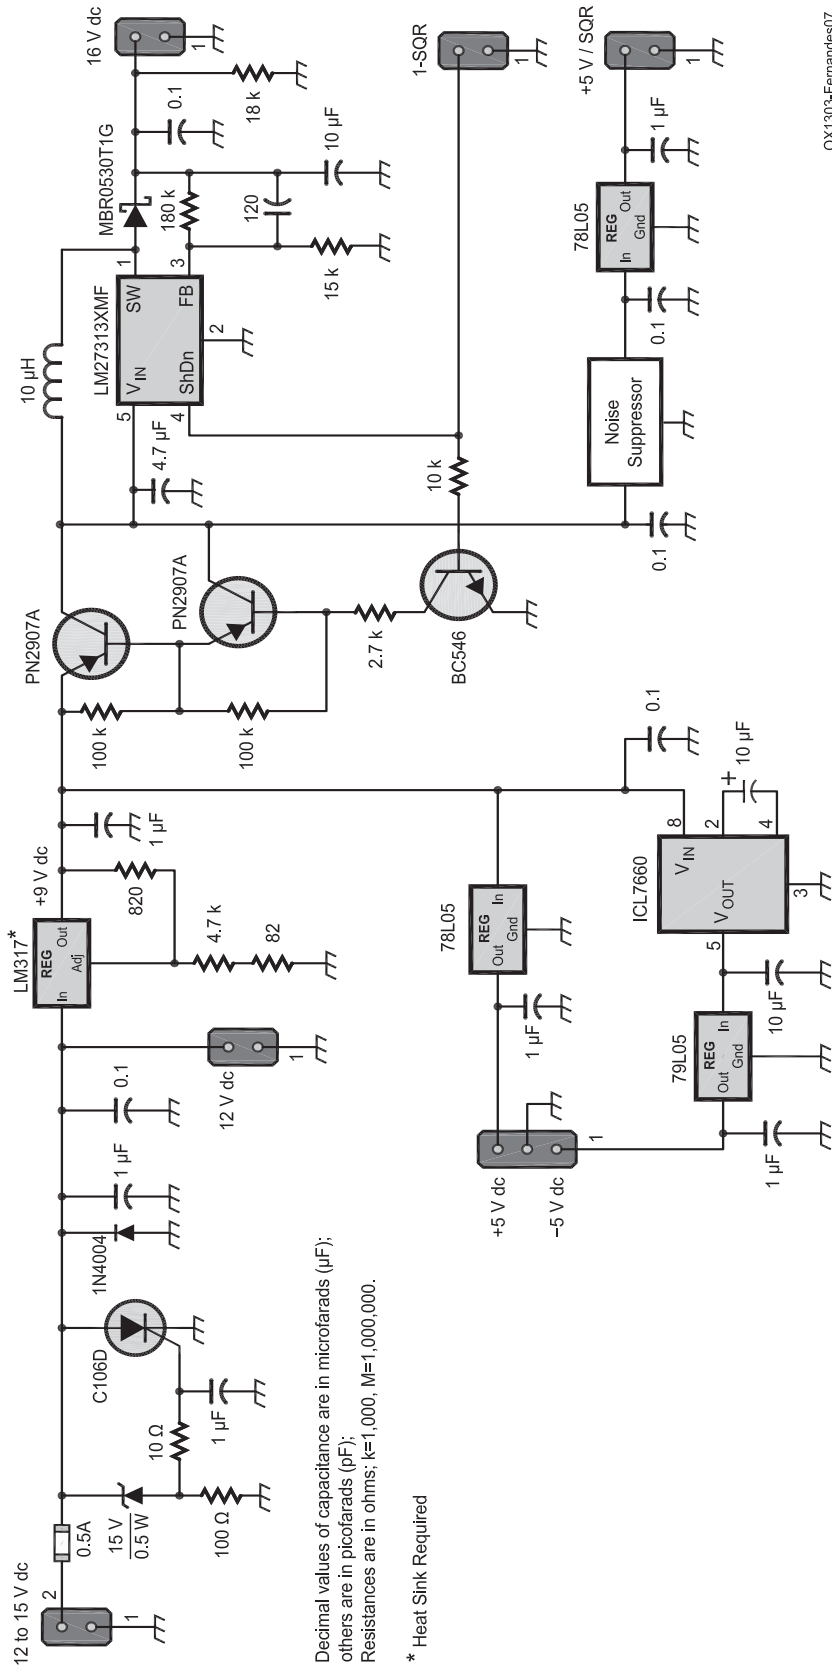 12 to 15 V dc
2
1
0.5A
15 V
0.5 W
100 Ω
10 Ω
1 µF
C106D
1N4004
1 µF
0.1
12 V dc
1
LM317*
REG
In
Out
Adj
+9 V dc
820
4.7 k
82
1 µF
100 k
100 k
PN2907A
PN2907A
2.7 k
BC546
10 k
10 µH
4.7 µF
LM27313XMF
5
VIN
SW
1
4
ShDn
FB
3
2
MBR0530T1G
180 k
120
15 k
10 µF
0.1
18 k
16 V dc
1
1-SQR
1
0.1
Noise
Suppressor
0.1
78L05
REG
In
Out
Gnd
1 µF
+5 V / SQR
1
+5 V dc
–5 V dc
1
1 µF
78L05
REG
Out
In
Gnd
0.1
ICL7660
8
VIN
2
+
10 µF
4
VOUT
5
3
10 µF
79L05
REG
Out
In
Gnd
1 µF
Decimal values of capacitance are in microfarads (µF);
others are in picofarads (pF);
Resistances are in ohms; k=1,000, M=1,000,000.
* Heat Sink Required
QX1303-Fernandes07